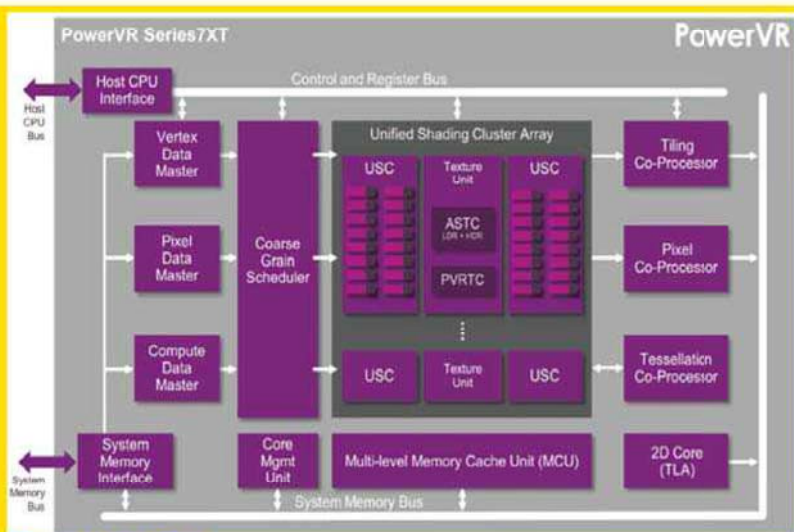 PowerVR Series7XT
PowerVR
Host CPU
Interface
Control and Register Bus
Host
CPU
Bus
Vertex
Data
Master
Pixel
Data
Master
Compute
Data
Master
Coarse
Grain
Scheduler
Unified Shading Cluster Array
USC
Texture
Unit
USC
ASTC
LDR + HDR
PVRTC
USC
Texture
Unit
USC
Tiling
Co-Processor
Pixel
Co-Processor
Tessellation
Co-Processor
System
Memory
Interface
Core
Mgmt
Unit
Multi-level Memory Cache Unit (MCU)
2D Core
(TLA)
System
Memory
Bus
System Memory Bus